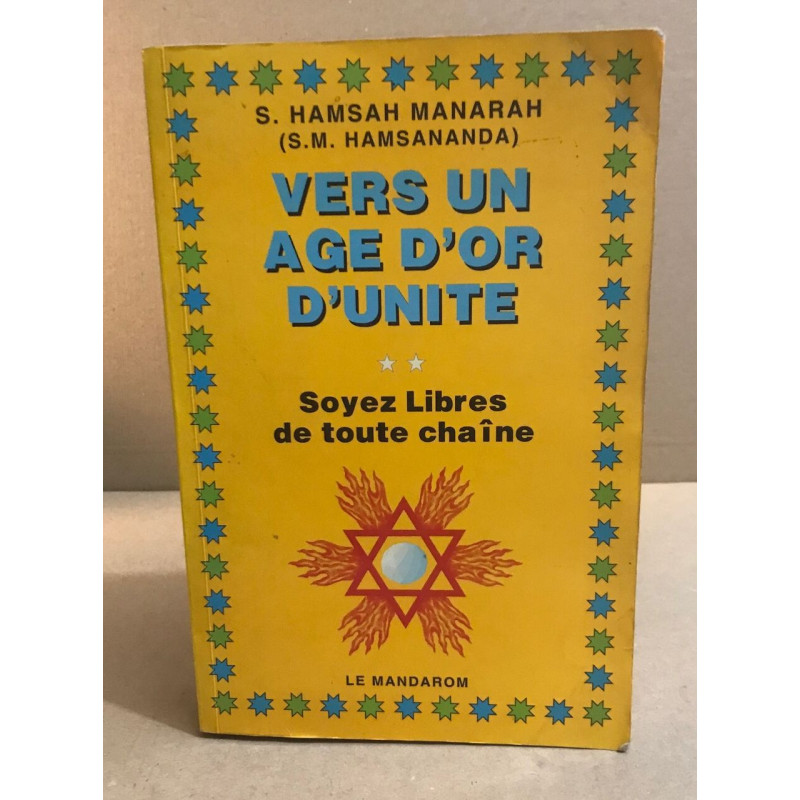 S. HAMSAH MANARAH
(S.M. HAMSANANDA)
VERS UN
AGE D'OR
D'UNITE
Soyez Libres
de toute chaîne
LE MANDAROM